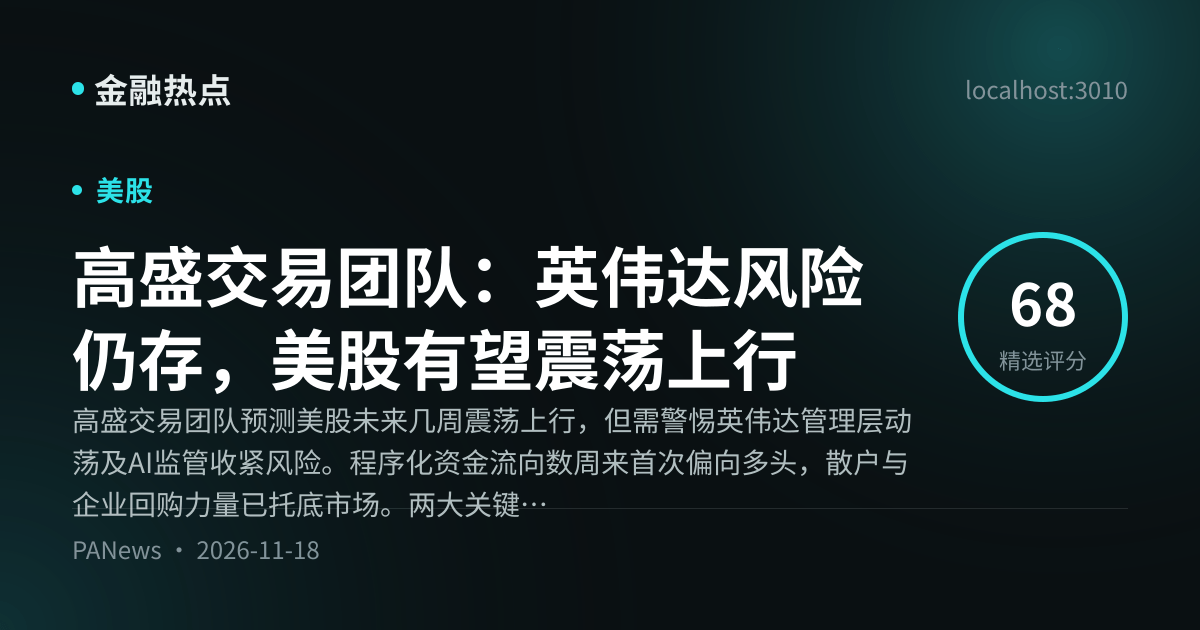 金融热点
localhost:3010
美股
高盛交易团队：英伟达风险
仍存，美股有望震荡上行
68
精选评分
高盛交易团队预测美股未来几周震荡上行，但需警惕英伟达管理层动
荡及AI监管收紧风险。程序化资金流向数周来首次偏向多头，散户与
企业回购力量已托底市场。两大关键…
PANews • 2026-11-18